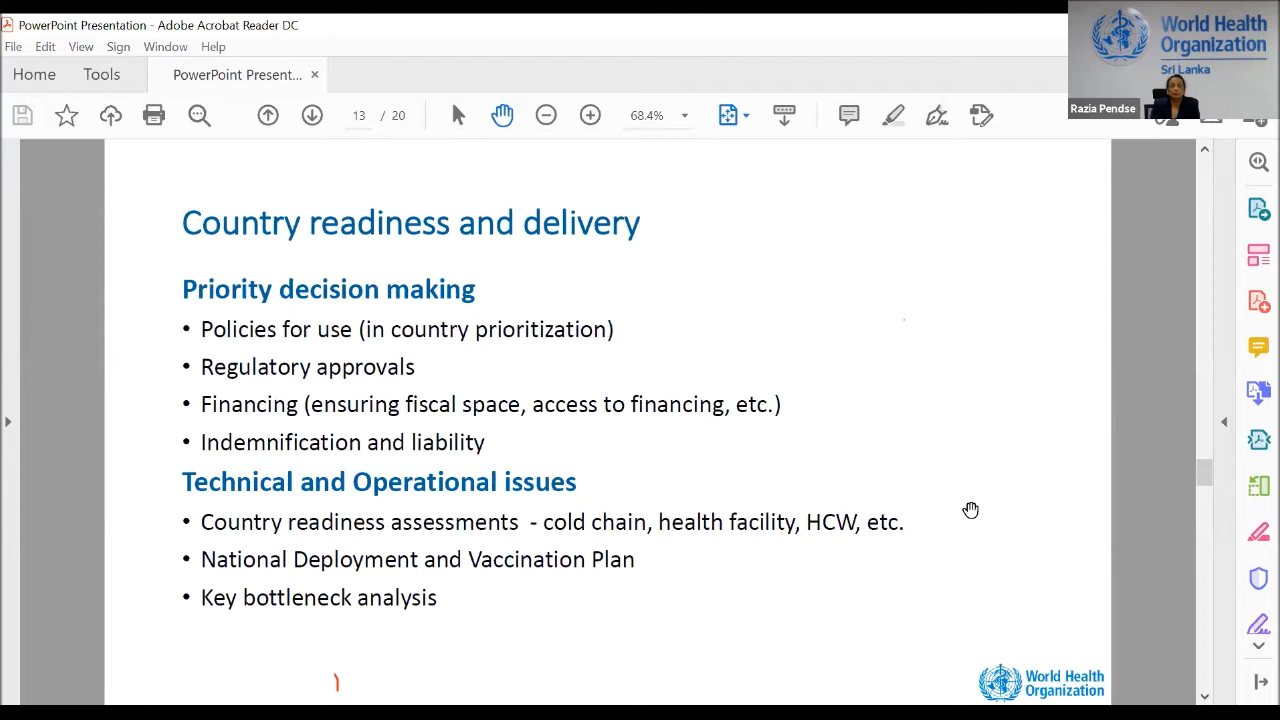 PowerPoint Presentation - Adobe Acrobat Reader DC
File Edit View Sign Window Help
Home Tools PowerPoint Present... ×
13 / 20 68.4%
World Health
Organization
Sri Lanka
Razia Pendse
Country readiness and delivery
Priority decision making
• Policies for use (in country prioritization)
• Regulatory approvals
• Financing (ensuring fiscal space, access to financing, etc.)
• Indemnification and liability
Technical and Operational issues
• Country readiness assessments - cold chain, health facility, HCW, etc.
• National Deployment and Vaccination Plan
• Key bottleneck analysis
World Health
Organization